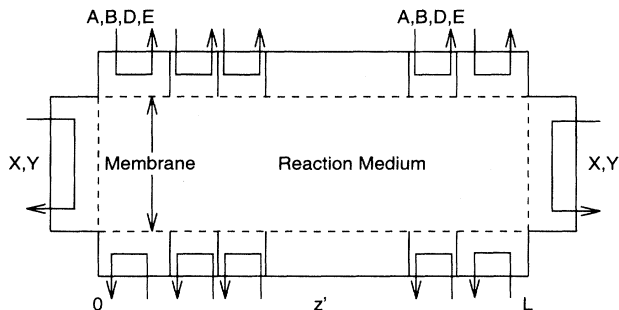 A,B,D,E A,B,D,E
X,Y Membrane Reaction Medium X,Y
0 z' L